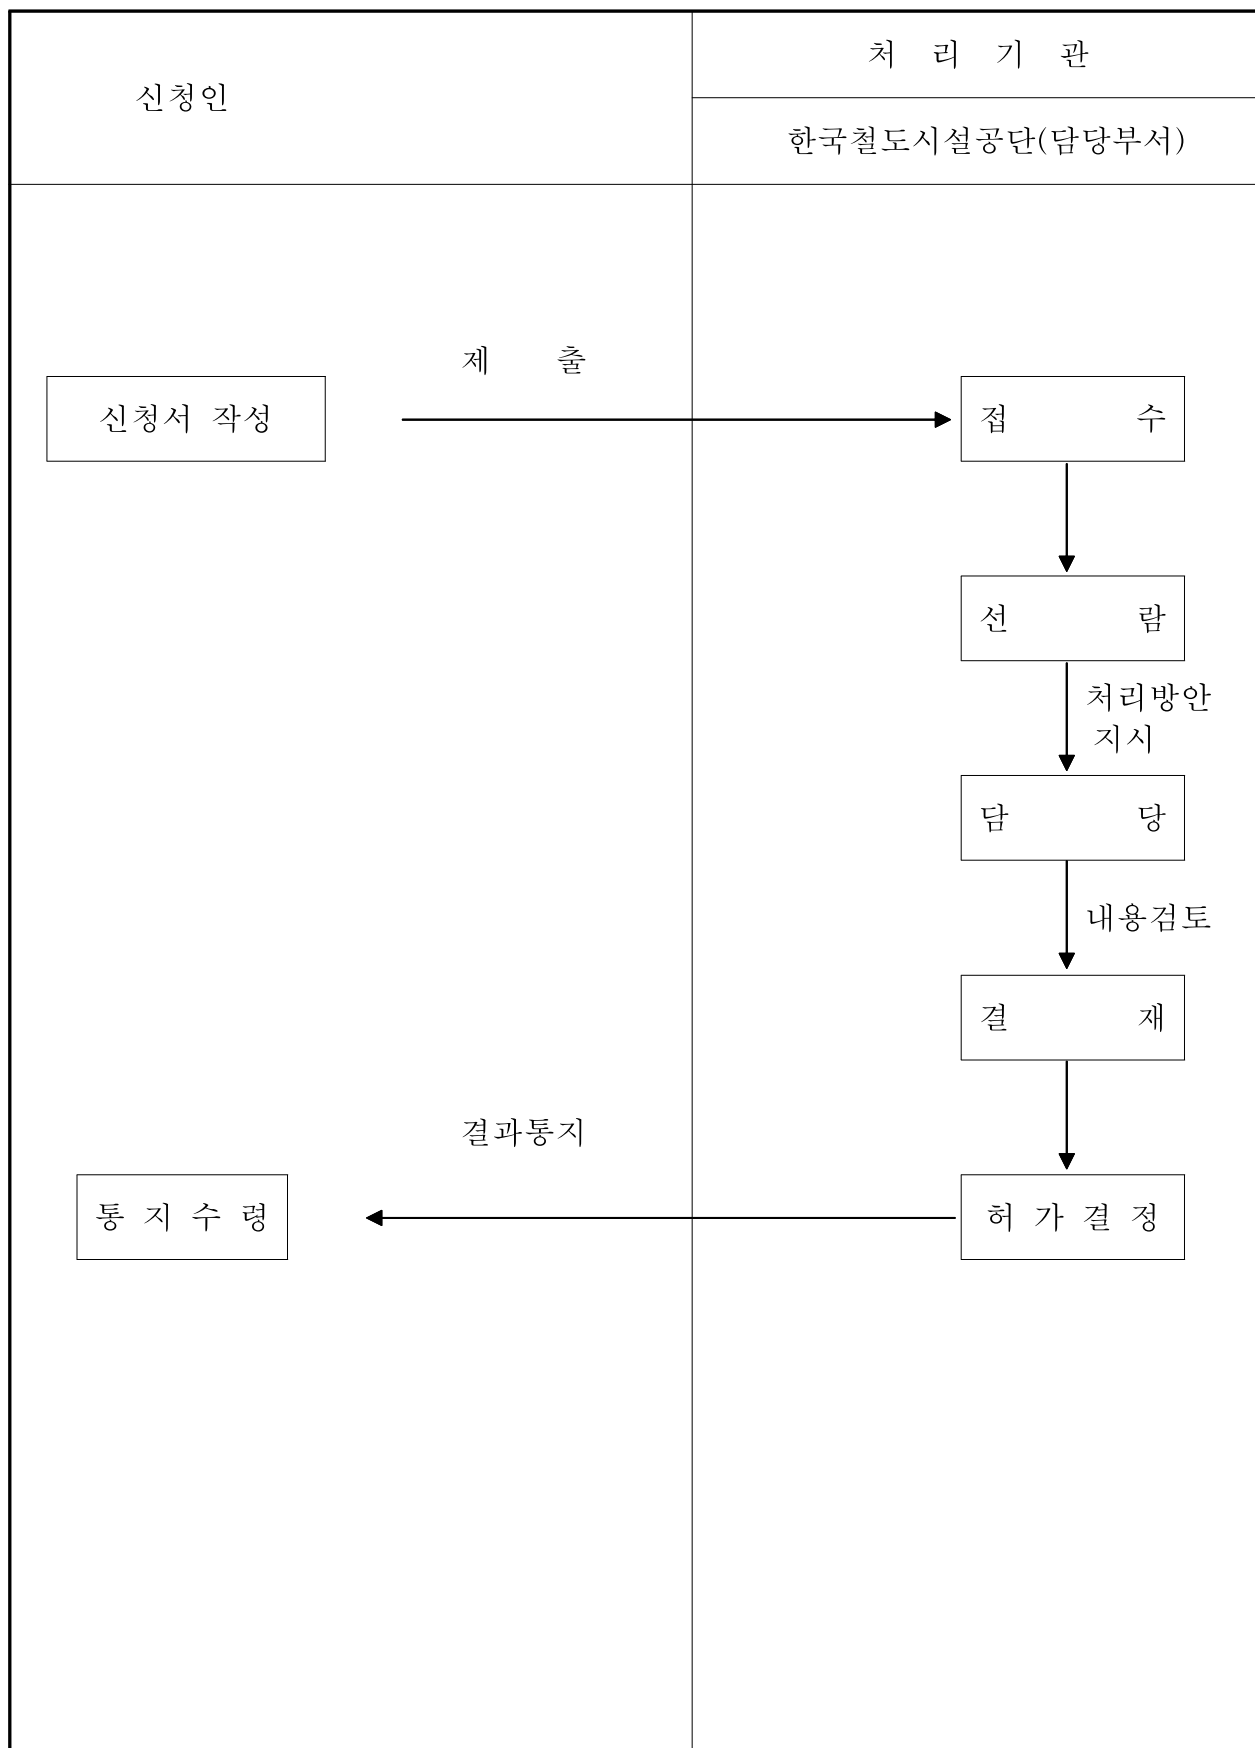 신청인
처 리 기 관
한국철도시설공단(담당부서)
제 출
신청서 작성
접 수
선 람
처리방안
지시
담 당
내용검토
결 재
결과통지
통 지 수 령
허 가 결 정